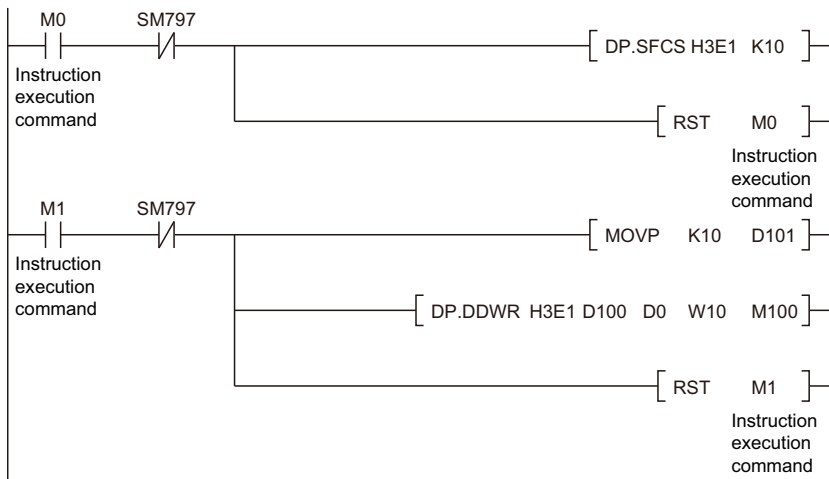 M0 SM797
DP.SFCS H3E1 K10
Instruction
execution
command
RST M0
Instruction
execution
command
M1 SM797
MOVP K10 D101
Instruction
execution
command
DP.DDWR H3E1 D100 D0 W10 M100
RST M1
Instruction
execution
command